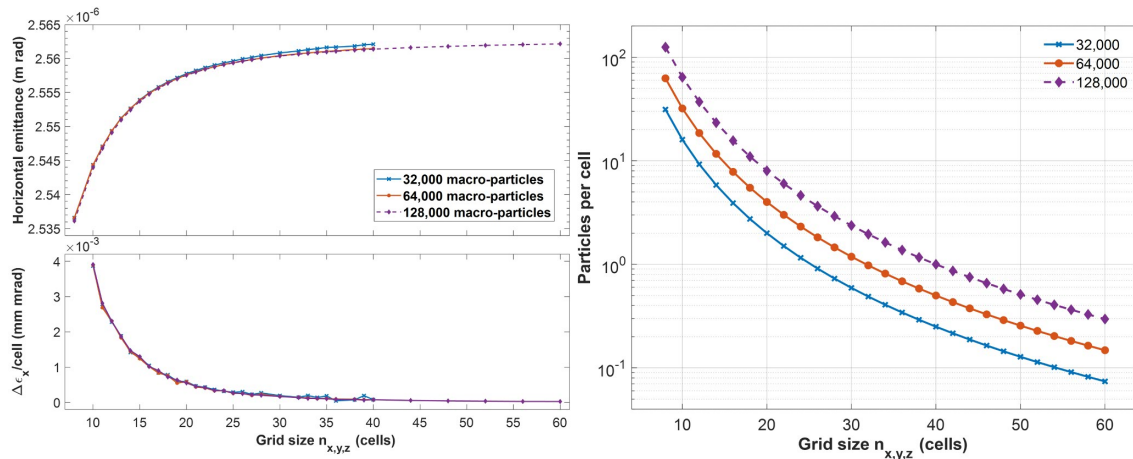 ×10⁻⁶
2.565
2.56
2.555
2.55
2.545
2.54
2.535
Horizontal emittance (m rad)
32,000 macro-particles
64,000 macro-particles
128,000 macro-particles
×10⁻³
4
3
2
1
0
Δϵₓ/cell (mm mrad)
10 15 20 25 30 35 40 45 50 55 60
Grid size n_x,y,z (cells)
10²
10¹
10⁰
10⁻¹
Particles per cell
32,000
64,000
128,000
10 20 30 40 50 60
Grid size n_x,y,z (cells)